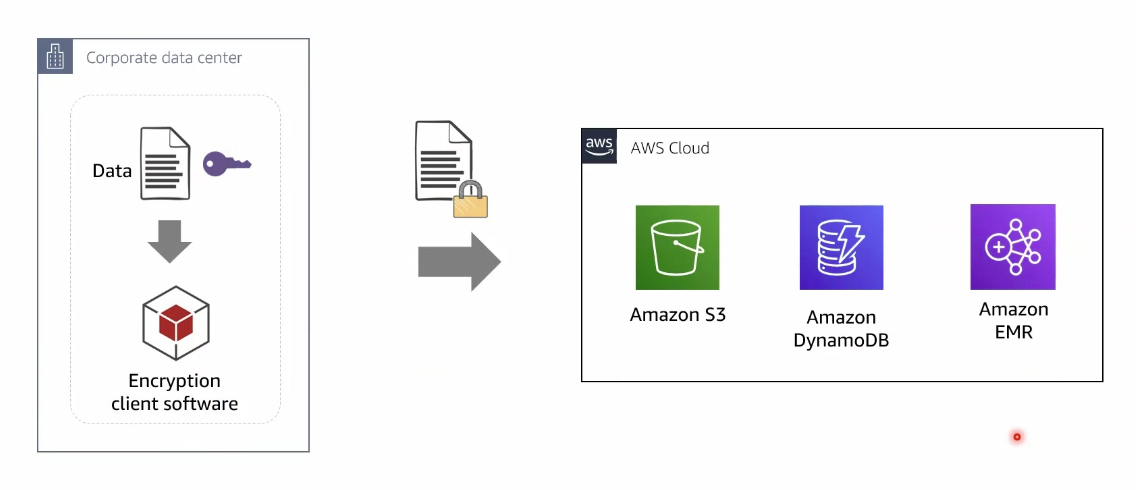 Corporate data center
Data
Encryption
client software
aws
AWS Cloud
Amazon S3
Amazon
DynamoDB
Amazon
EMR